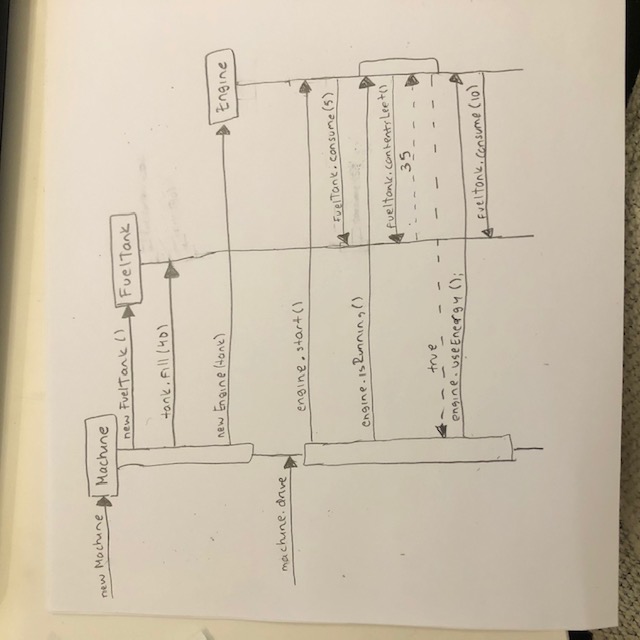 new Machine
Machine
new FuelTank ()
FuelTank
tank.fill (40)
new Engine (tank)
Engine
machine.drive
engine.start()
FuelTank.consume (5)
engine.isRunning()
fueltank.contentsLeft()
35
true
engine.useEnergy ();
fueltank.consume (10)